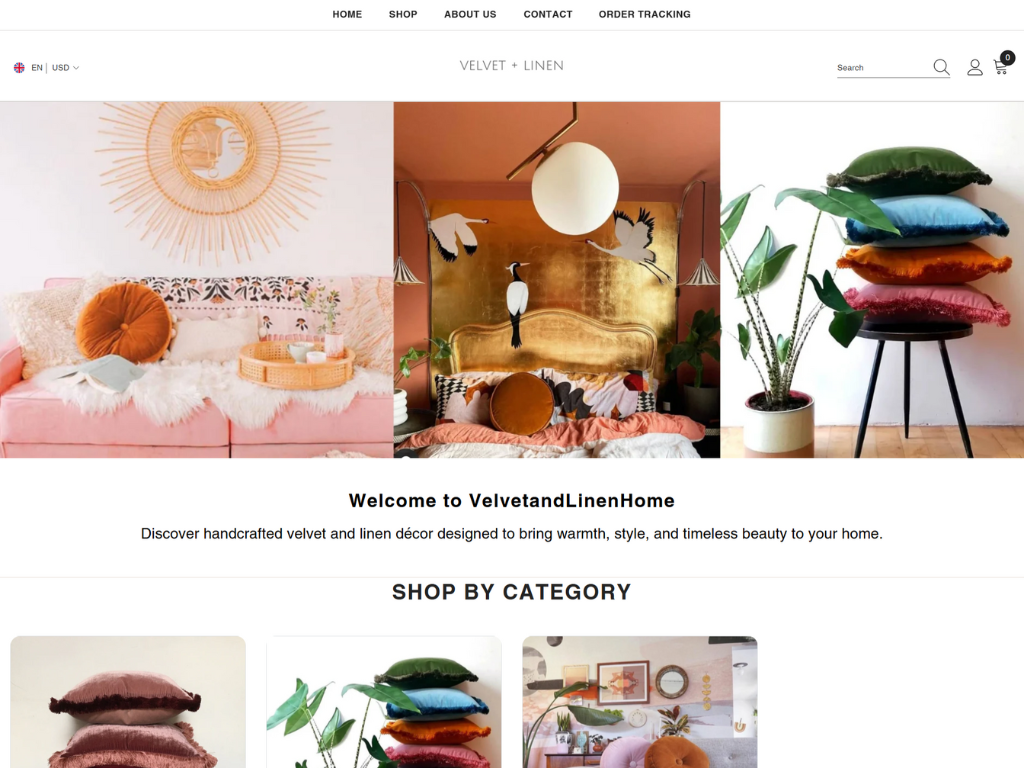 HOME SHOP ABOUT US CONTACT ORDER TRACKING
EN USD
VELVET + LINEN
Search
0
Welcome to VelvetandLinenHome
Discover handcrafted velvet and linen décor designed to bring warmth, style, and timeless beauty to your home.
SHOP BY CATEGORY